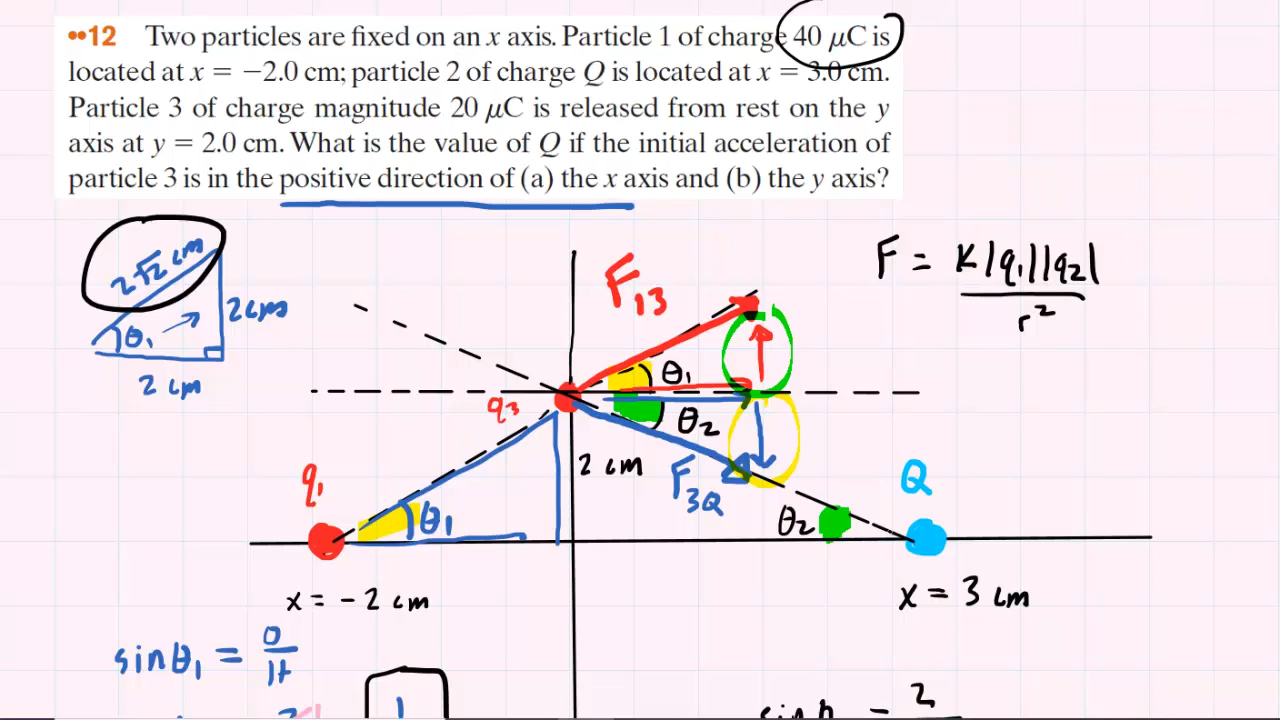 ••12 Two particles are fixed on an x axis. Particle 1 of charge 40 μC is
located at x = −2.0 cm; particle 2 of charge Q is located at x = 3.0 cm.
Particle 3 of charge magnitude 20 μC is released from rest on the y
axis at y = 2.0 cm. What is the value of Q if the initial acceleration of
particle 3 is in the positive direction of (a) the x axis and (b) the y axis?
2√2 cm
θ₁
2 cm
2 cm
F = K|q₁||q₂|
r²
F₁₃
θ₁
q₃
θ₂
2 cm
F₃Q
q₁
Q
θ₁
θ₂
x = - 2 cm
x = 3 cm
sinθ₁ = O
H
1
2